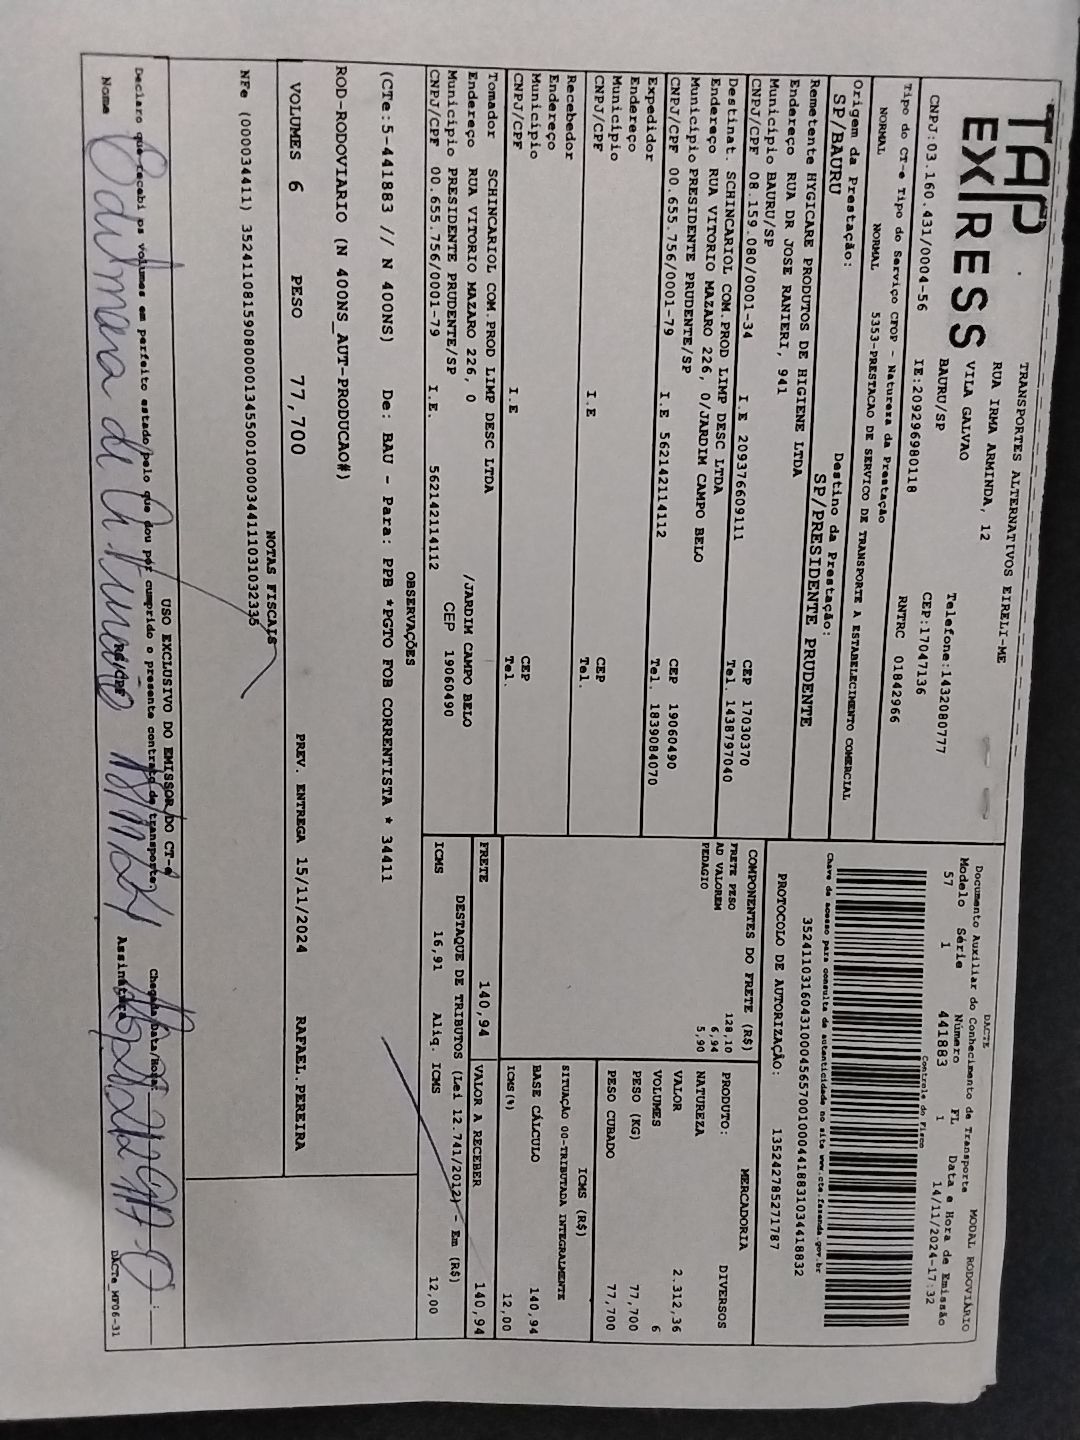 TAP
EXPRESS
TRANSPORTES ALTERNATIVOS EIRELI-ME
RUA IRMA ARMINDA, 12
VILA GALVAO
BAURU/SP
Telefone:1432080777
CEP:17047136
CNPJ:03.160.431/0004-56 IE:209296980118 RNTRC 01842966
Tipo do CT-e Tipo do Serviço CFOP - Natureza da Prestação
NORMAL NORMAL 5353-PRESTACAO DE SERVICO DE TRANSPORTE A ESTABELECIMENTO COMERCIAL
Origem da Prestação: Destino da Prestação:
SP/BAURU SP/PRESIDENTE PRUDENTE
Remetente HYGICARE PRODUTOS DE HIGIENE LTDA
Endereço RUA DR JOSE RANIERI, 941
Municipio BAURU/SP CEP 17030370
CNPJ/CPF 08.159.080/0001-34 I.E 209376609111 Tel. 1438797040
Destinat. SCHINCARIOL COM.PROD LIMP DESC LTDA
Endereço RUA VITORIO MAZARO 226, 0/JARDIM CAMPO BELO
Municipio PRESIDENTE PRUDENTE/SP CEP 19060490
CNPJ/CPF 00.655.756/0001-79 I.E 562142114112 Tel. 1839084070
Expedidor
Endereço
Municipio CEP
CNPJ/CPF I.E Tel.
Recebedor
Endereço
Municipio CEP
CNPJ/CPF I.E Tel.
Tomador SCHINCARIOL COM.PROD LIMP DESC LTDA
Endereço RUA VITORIO MAZARO 226, 0 /JARDIM CAMPO BELO
Municipio PRESIDENTE PRUDENTE/SP CEP 19060490
CNPJ/CPF 00.655.756/0001-79 I.E. 562142114112
DACTE
Documento Auxiliar do Conhecimento de Transporte MODAL RODOVIÁRIO
Modelo Série Número FL Data e Hora de Emissão
57 1 441883 1 14/11/2024-17:32
Controle do Fisco
Chave de acesso para consulta de autenticidade no site www.cte.fazenda.gov.br
35241103160431000456570010004418831034418832
PROTOCOLO DE AUTORIZAÇÃO: 135242785271787
COMPONENTES DO FRETE (R$)
FRETE PESO 128,10
AD VALOREM 6,94
PEDAGIO 5,90
MERCADORIA
PRODUTO: DIVERSOS
NATUREZA
VALOR 2.312,36
VOLUMES 6
PESO (KG) 77,700
PESO CUBADO 77,700
ICMS (R$)
SITUAÇÃO 00-TRIBUTADA INTEGRALMENTE
BASE CÁLCULO 140,94
ICMS(%) 12,00
FRETE 140,94 VALOR A RECEBER 140,94
DESTAQUE DE TRIBUTOS (Lei 12.741/2012) - Em (R$)
ICMS 16,91 Aliq. ICMS 12,00
OBSERVAÇÕES
(CTe:5-441883 // N 400NS) De: BAU - Para: PPB *PGTO FOB CORRENTISTA * 34411
ROD-RODOVIARIO (N 400NS_AUT-PRODUCAO#)
VOLUMES 6 PESO 77,700 PREV. ENTREGA 15/11/2024 RAFAEL.PEREIRA
NOTAS FISCAIS
NFe (000034411) 35241108159080000134550010000344111031032335
USO EXCLUSIVO DO EMISSOR DO CT-e
Declaro que recebi os volumes em perfeito estado pelo que dou por cumprido o presente contrato de transporte. Chegada Data/Hora:
Nome RG/CPF Assinatura
DACTe_MF06-31